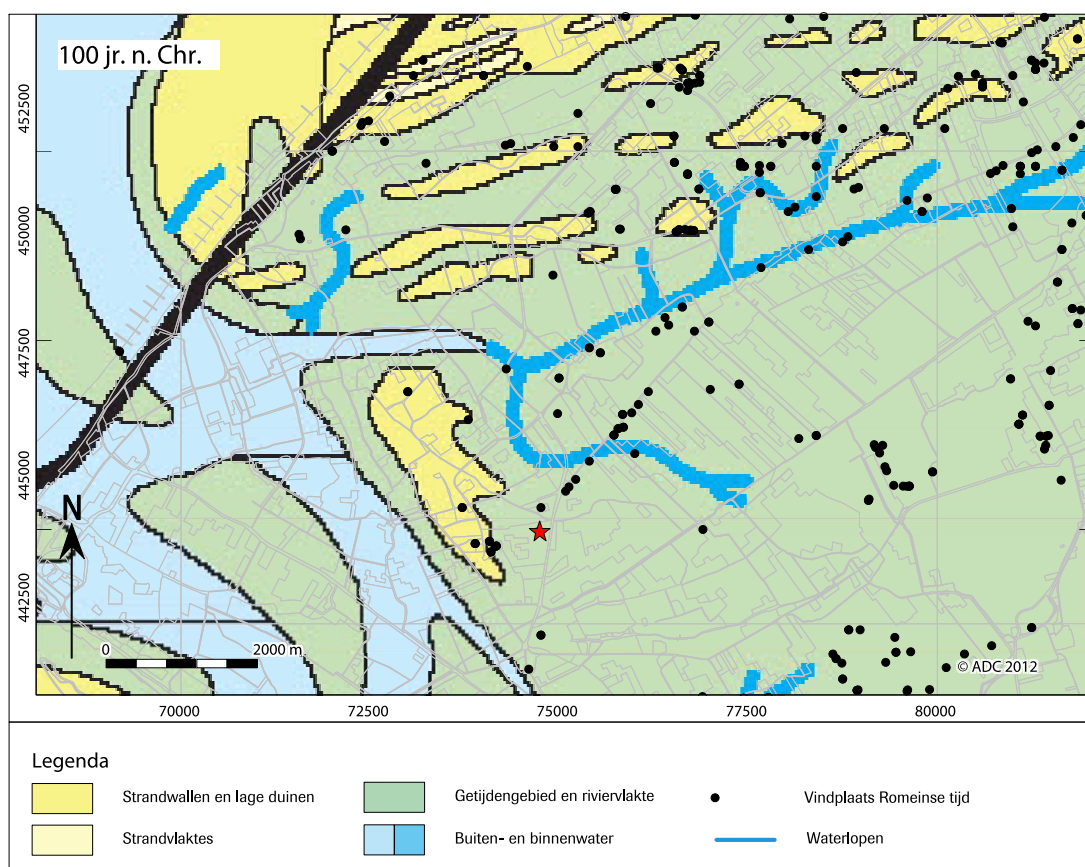 100 jr. n. Chr.
452500
450000
447500
445000
442500
N
0 2000 m
© ADC 2012
70000 72500 75000 77500 80000
Legenda
Strandwallen en lage duinen
Getijdengebied en riviervlakte
Vindplaats Romeinse tijd
Strandvlaktes
Buiten- en binnenwater
Waterlopen